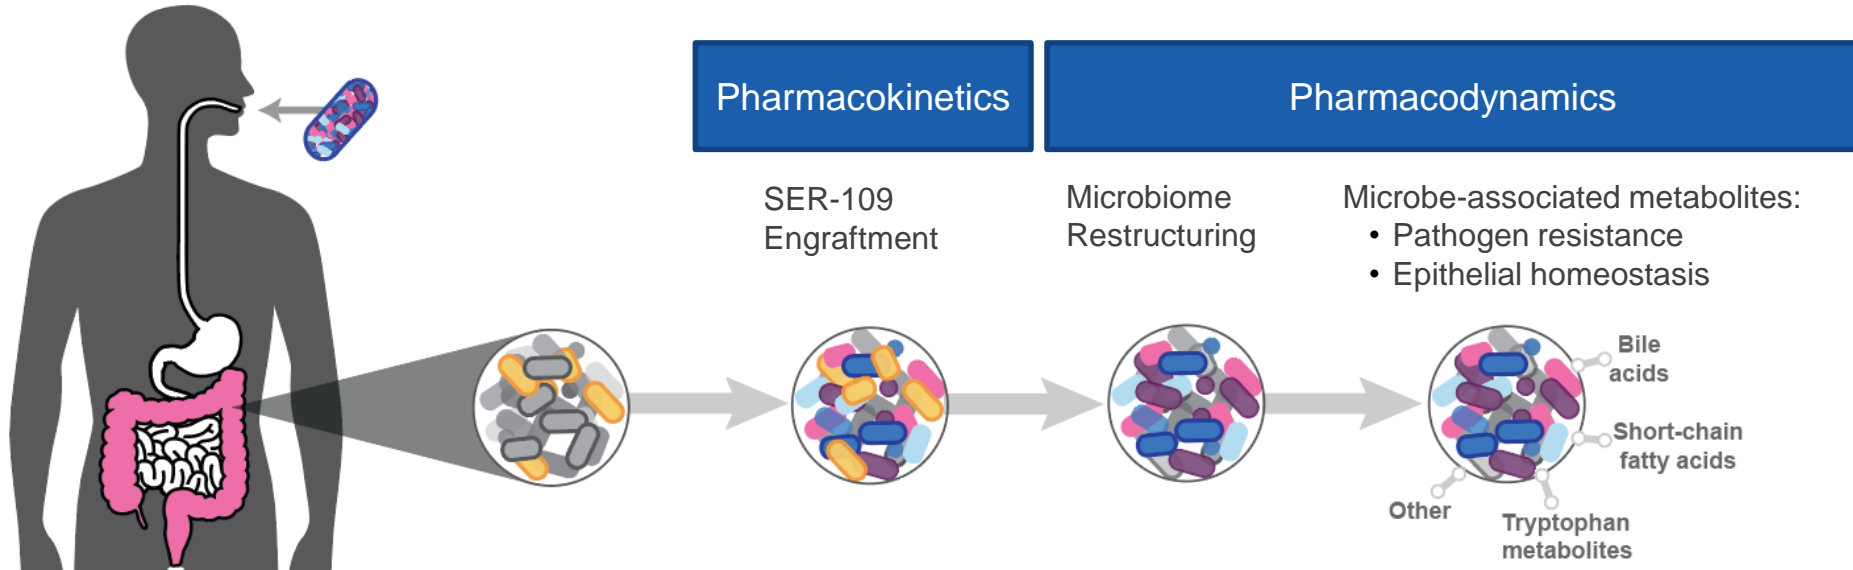 Pharmacokinetics
Pharmacodynamics
SER-109
Engraftment
Microbiome
Restructuring
Microbe-associated metabolites:
• Pathogen resistance
• Epithelial homeostasis
Bile
acids
Short-chain
fatty acids
Tryptophan
metabolites
Other